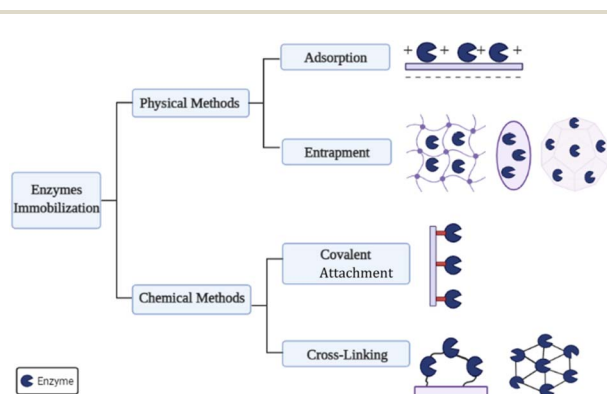 Adsorption
+ + + +
Physical Methods
Entrapment
Enzymes
Immobilization
Covalent
Attachment
Chemical Methods
Cross-Linking
Enzyme